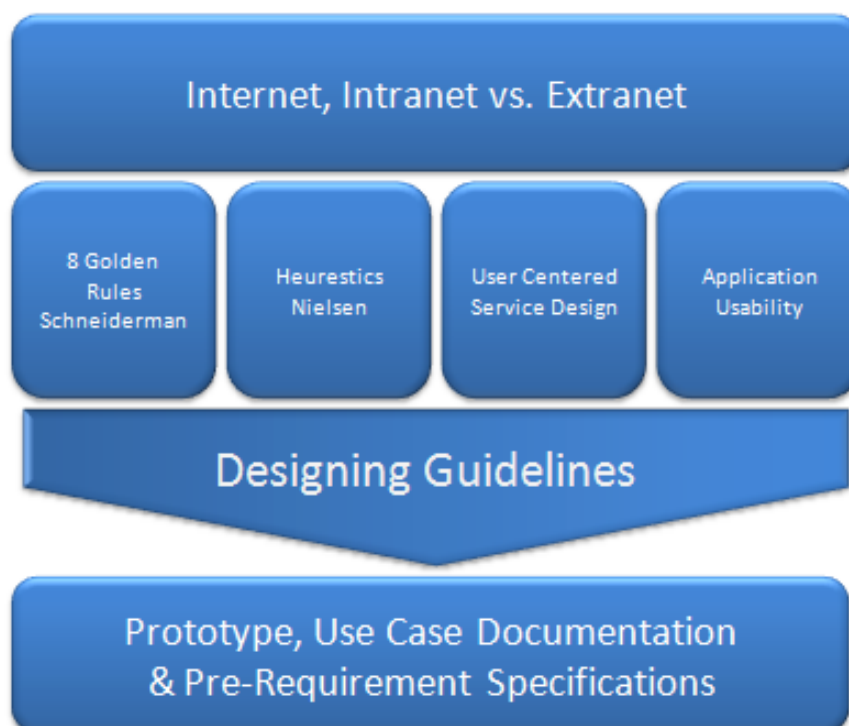 Internet, Intranet vs. Extranet
8 Golden
Rules
Schneiderman
Heurestics
Nielsen
User Centered
Service Design
Application
Usability
Designing Guidelines
Prototype, Use Case Documentation
& Pre-Requirement Specifications